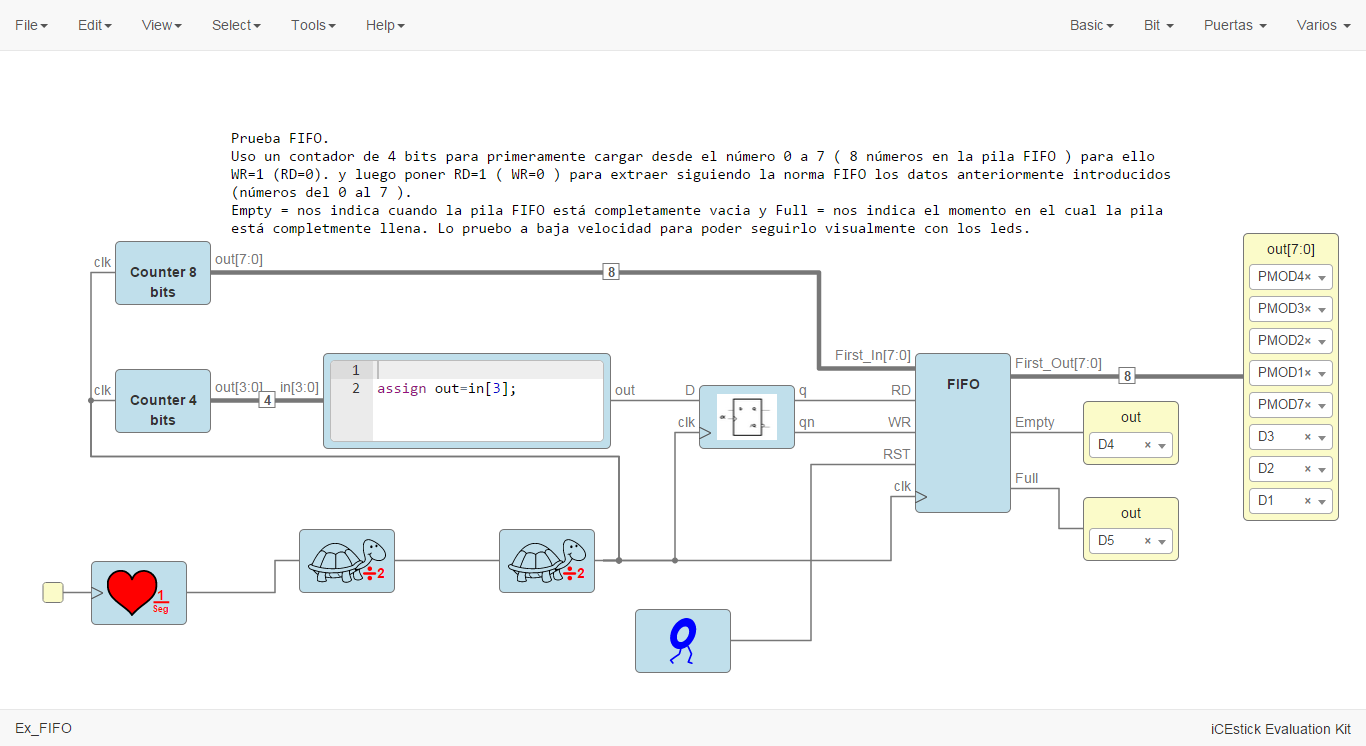 File Edit View Select Tools Help Basic Bit Puertas Varios
Prueba FIFO.
Uso un contador de 4 bits para primeramente cargar desde el número 0 a 7 ( 8 números en la pila FIFO ) para ello
WR=1 (RD=0). y luego poner RD=1 ( WR=0 ) para extraer siguiendo la norma FIFO los datos anteriormente introducidos
(números del 0 al 7 ).
Empty = nos indica cuando la pila FIFO está completamente vacia y Full = nos indica el momento en el cual la pila
está completmente llena. Lo pruebo a baja velocidad para poder seguirlo visualmente con los leds.
clk
Counter 8
bits
out[7:0]
8
clk
Counter 4
bits
out[3:0]
4
in[3:0]
1
2 assign out=in[3];
out
D
clk
q
qn
First_In[7:0]
RD
WR
RST
clk
FIFO
First_Out[7:0]
8
Empty
Full
out
D4 ×
out
D5 ×
out[7:0]
PMOD4×
PMOD3×
PMOD2×
PMOD1×
PMOD7×
D3 ×
D2 ×
D1 ×
1
Seg
÷2
÷2
Ex_FIFO
iCEstick Evaluation Kit